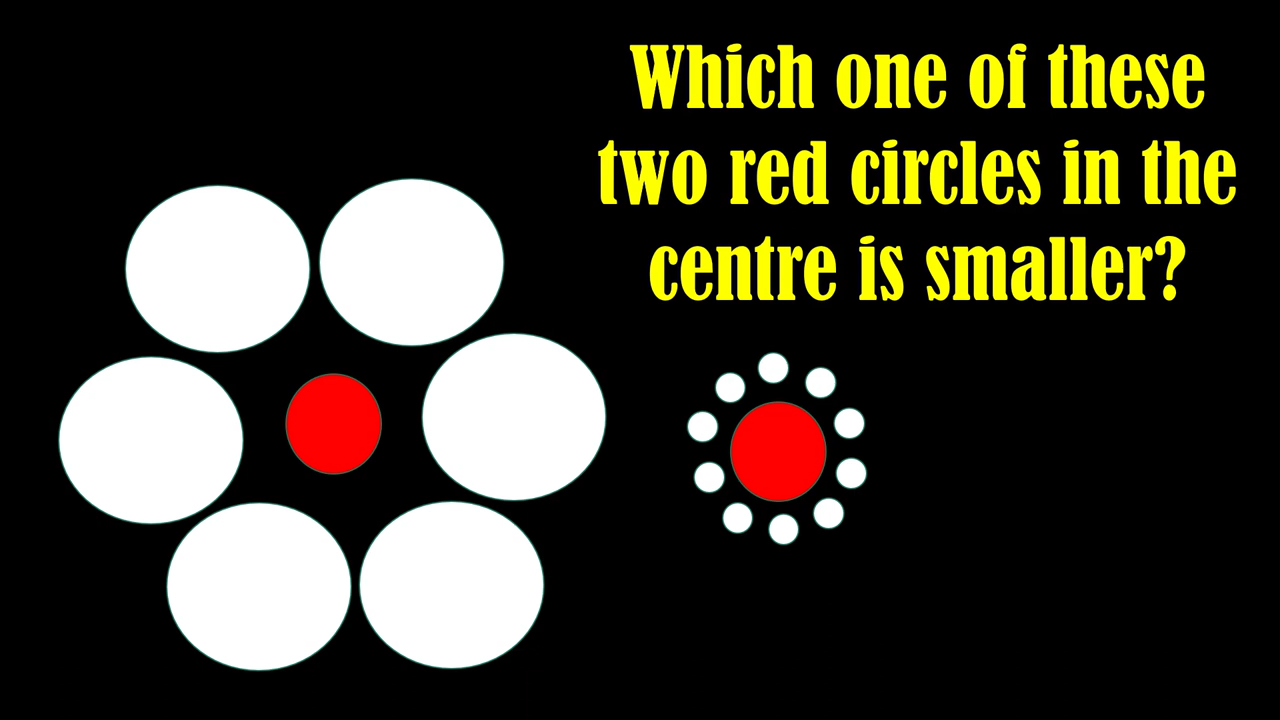 Which one of these
two red circles in the
centre is smaller?